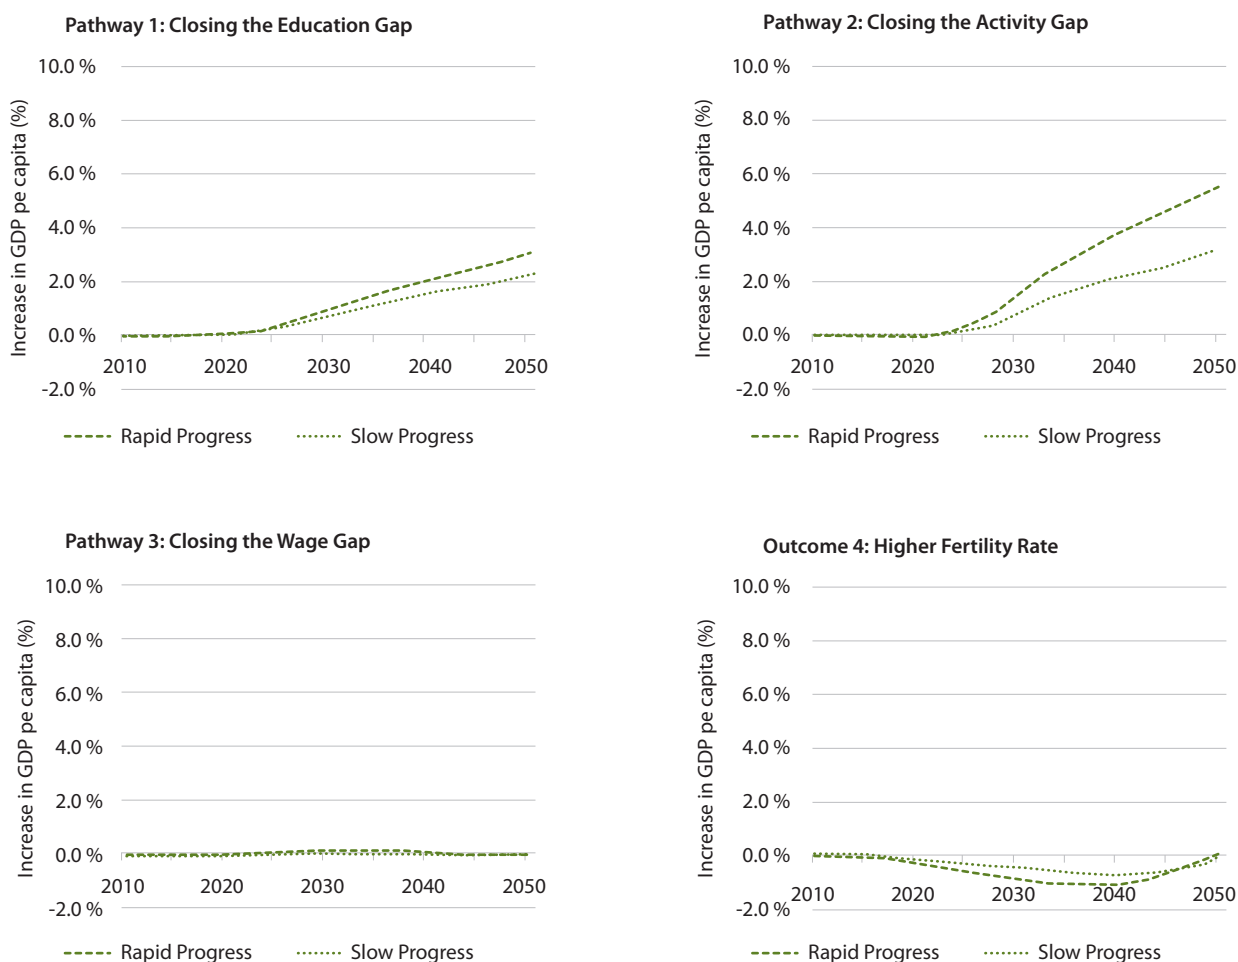 Pathway 1: Closing the Education Gap
Increase in GDP pe capita (%)
10.0 %
8.0 %
6.0 %
4.0 %
2.0 %
0.0 %
2010 2020 2030 2040 2050
-2.0 %
Rapid Progress Slow Progress
Pathway 2: Closing the Activity Gap
Increase in GDP pe capita (%)
10.0 %
8.0 %
6.0 %
4.0 %
2.0 %
0.0 %
2010 2020 2030 2040 2050
-2.0 %
Rapid Progress Slow Progress
Pathway 3: Closing the Wage Gap
Increase in GDP pe capita (%)
10.0 %
8.0 %
6.0 %
4.0 %
2.0 %
0.0 %
2010 2020 2030 2040 2050
-2.0 %
Rapid Progress Slow Progress
Outcome 4: Higher Fertility Rate
Increase in GDP pe capita (%)
10.0 %
8.0 %
6.0 %
4.0 %
2.0 %
0.0 %
2010 2020 2030 2040 2050
-2.0 %
Rapid Progress Slow Progress